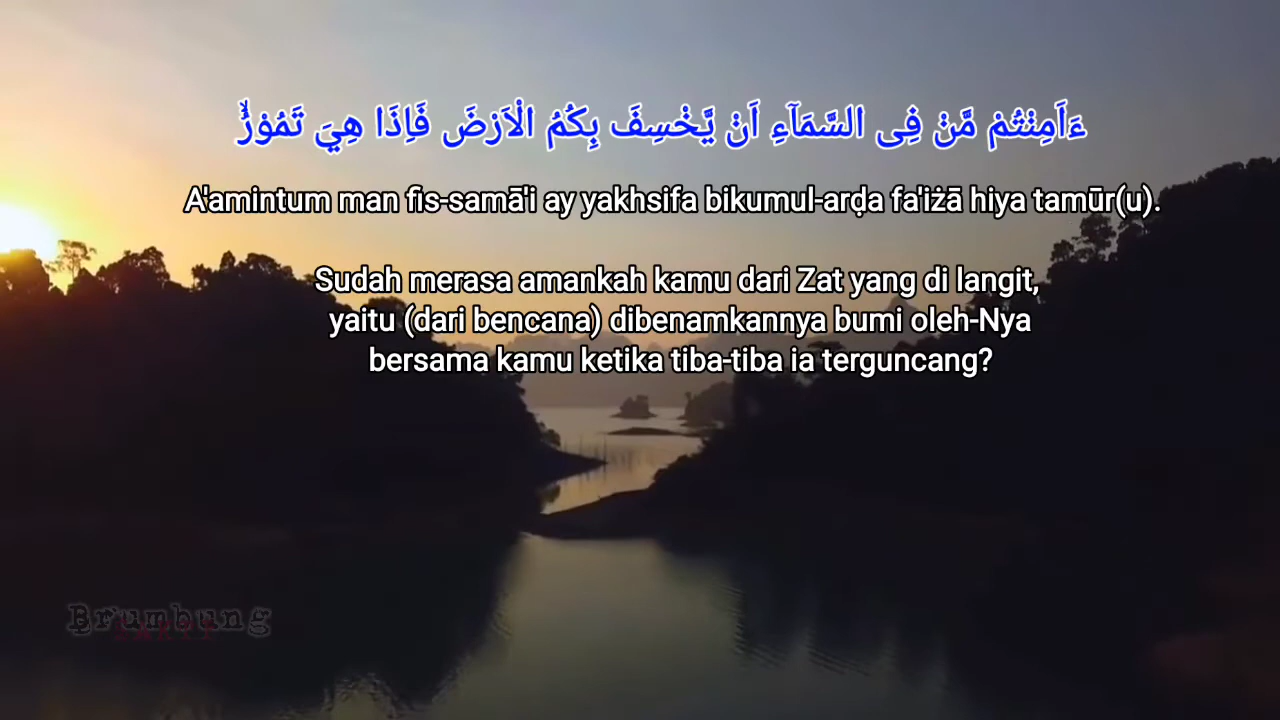 ءَاَمِنْتُمْ مَّنْ فِى السَّمَآءِ اَنْ يَّخْسِفَ بِكُمُ الْاَرْضَ فَاِذَا هِيَ تَمُوْرُۙ
A'amintum man fis-samā'i ay yakhsifa bikumul-arḍa fa'iżā hiya tamūr(u).
Sudah merasa amankah kamu dari Zat yang di langit,
yaitu (dari bencana) dibenamkannya bumi oleh-Nya
bersama kamu ketika tiba-tiba ia terguncang?
Brumbung